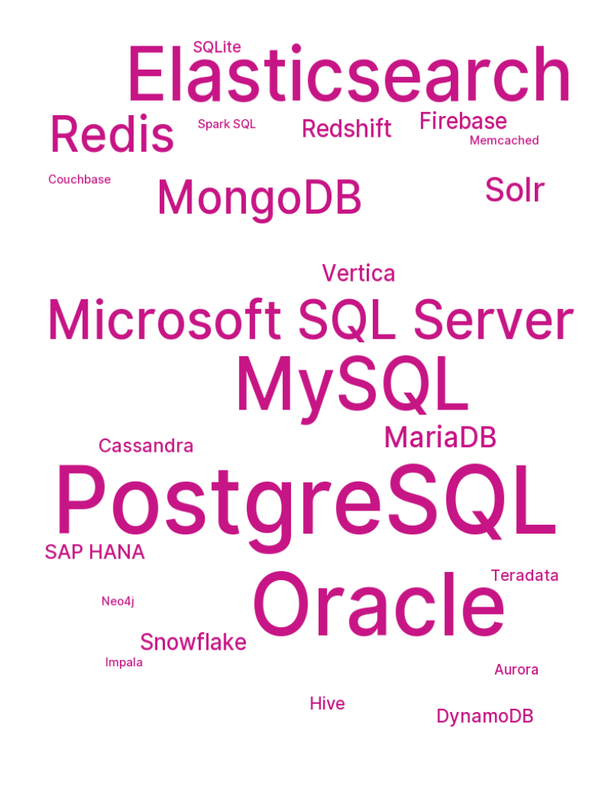 SQLite
Elasticsearch
Redis
Spark SQL
Redshift
Firebase
Memcached
Couchbase
MongoDB
Solr
Vertica
Microsoft SQL Server
MySQL
MariaDB
Cassandra
PostgreSQL
SAP HANA
Oracle
Teradata
Neo4j
Snowflake
Impala
Aurora
Hive
DynamoDB